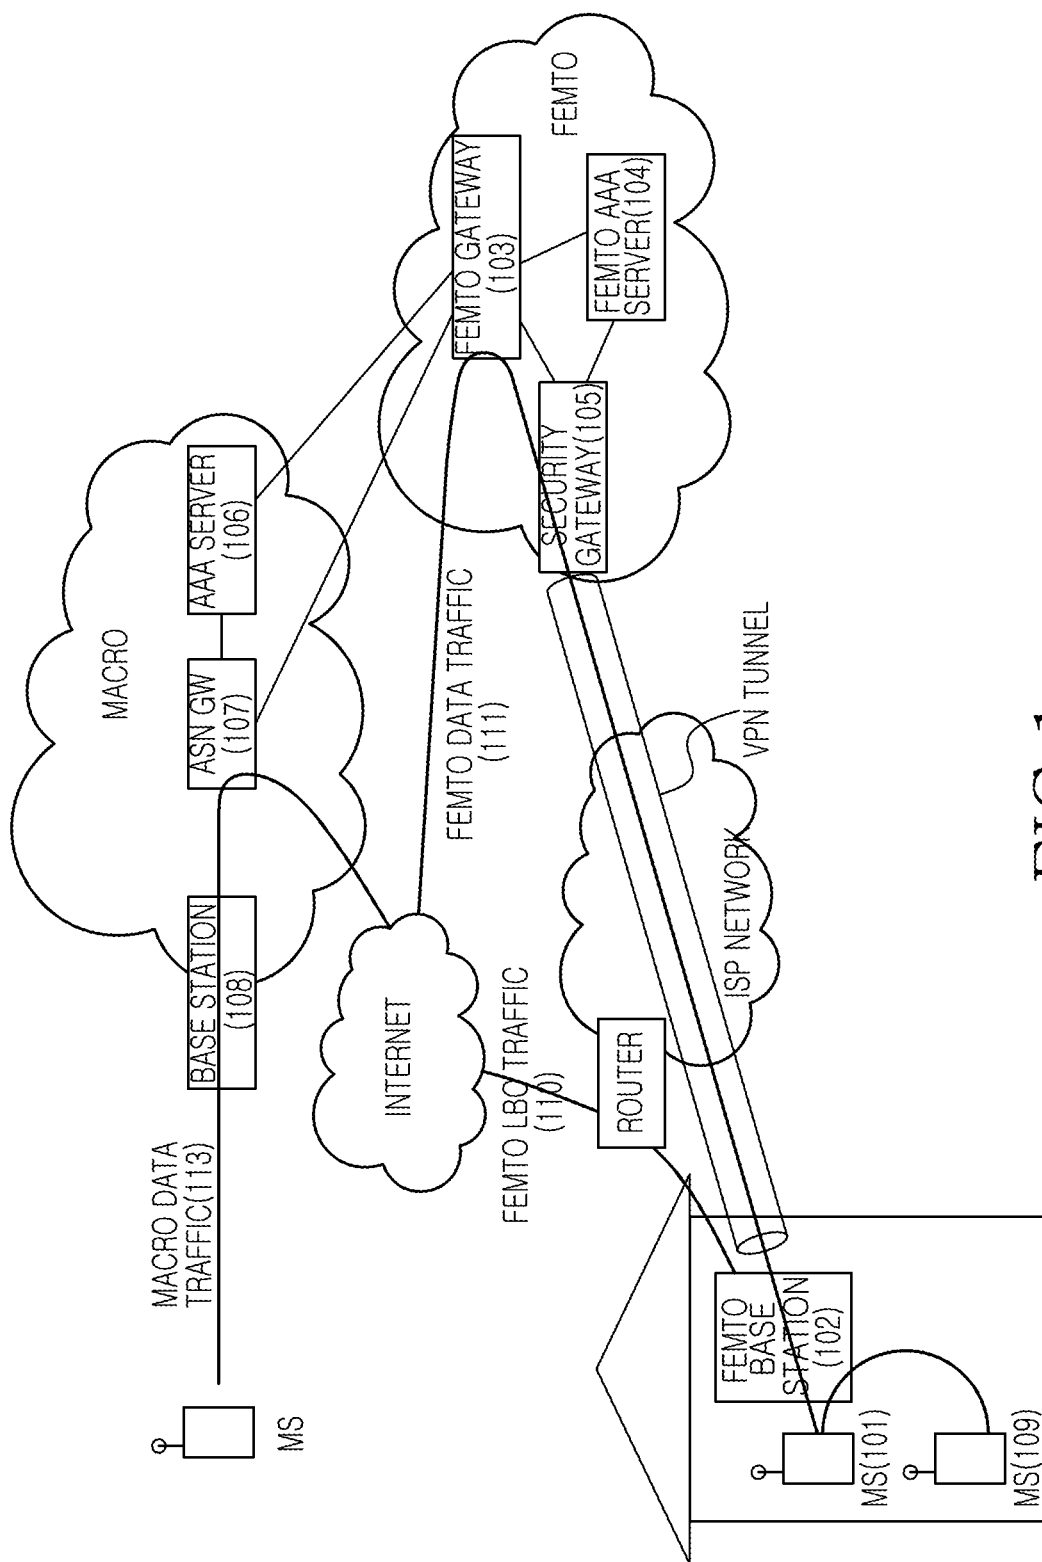 MACRO
MACRO DATA
TRAFFIC(113)
BASE STATION
(108)
ASN GW
(107)
AAA SERVER
(106)
MS
INTERNET
FEMTO DATA TRAFFIC
(111)
FEMTO GATEWAY
(103)
FEMTO
FEMTO LBO TRAFFIC
(110)
SECURITY
GATEWAY(105)
FEMTO AAA
SERVER(104)
ROUTER
ISP NETWORK
VPN TUNNEL
FEMTO
BASE
STATION
(102)
MS(101)
MS(109)
FIG. 1